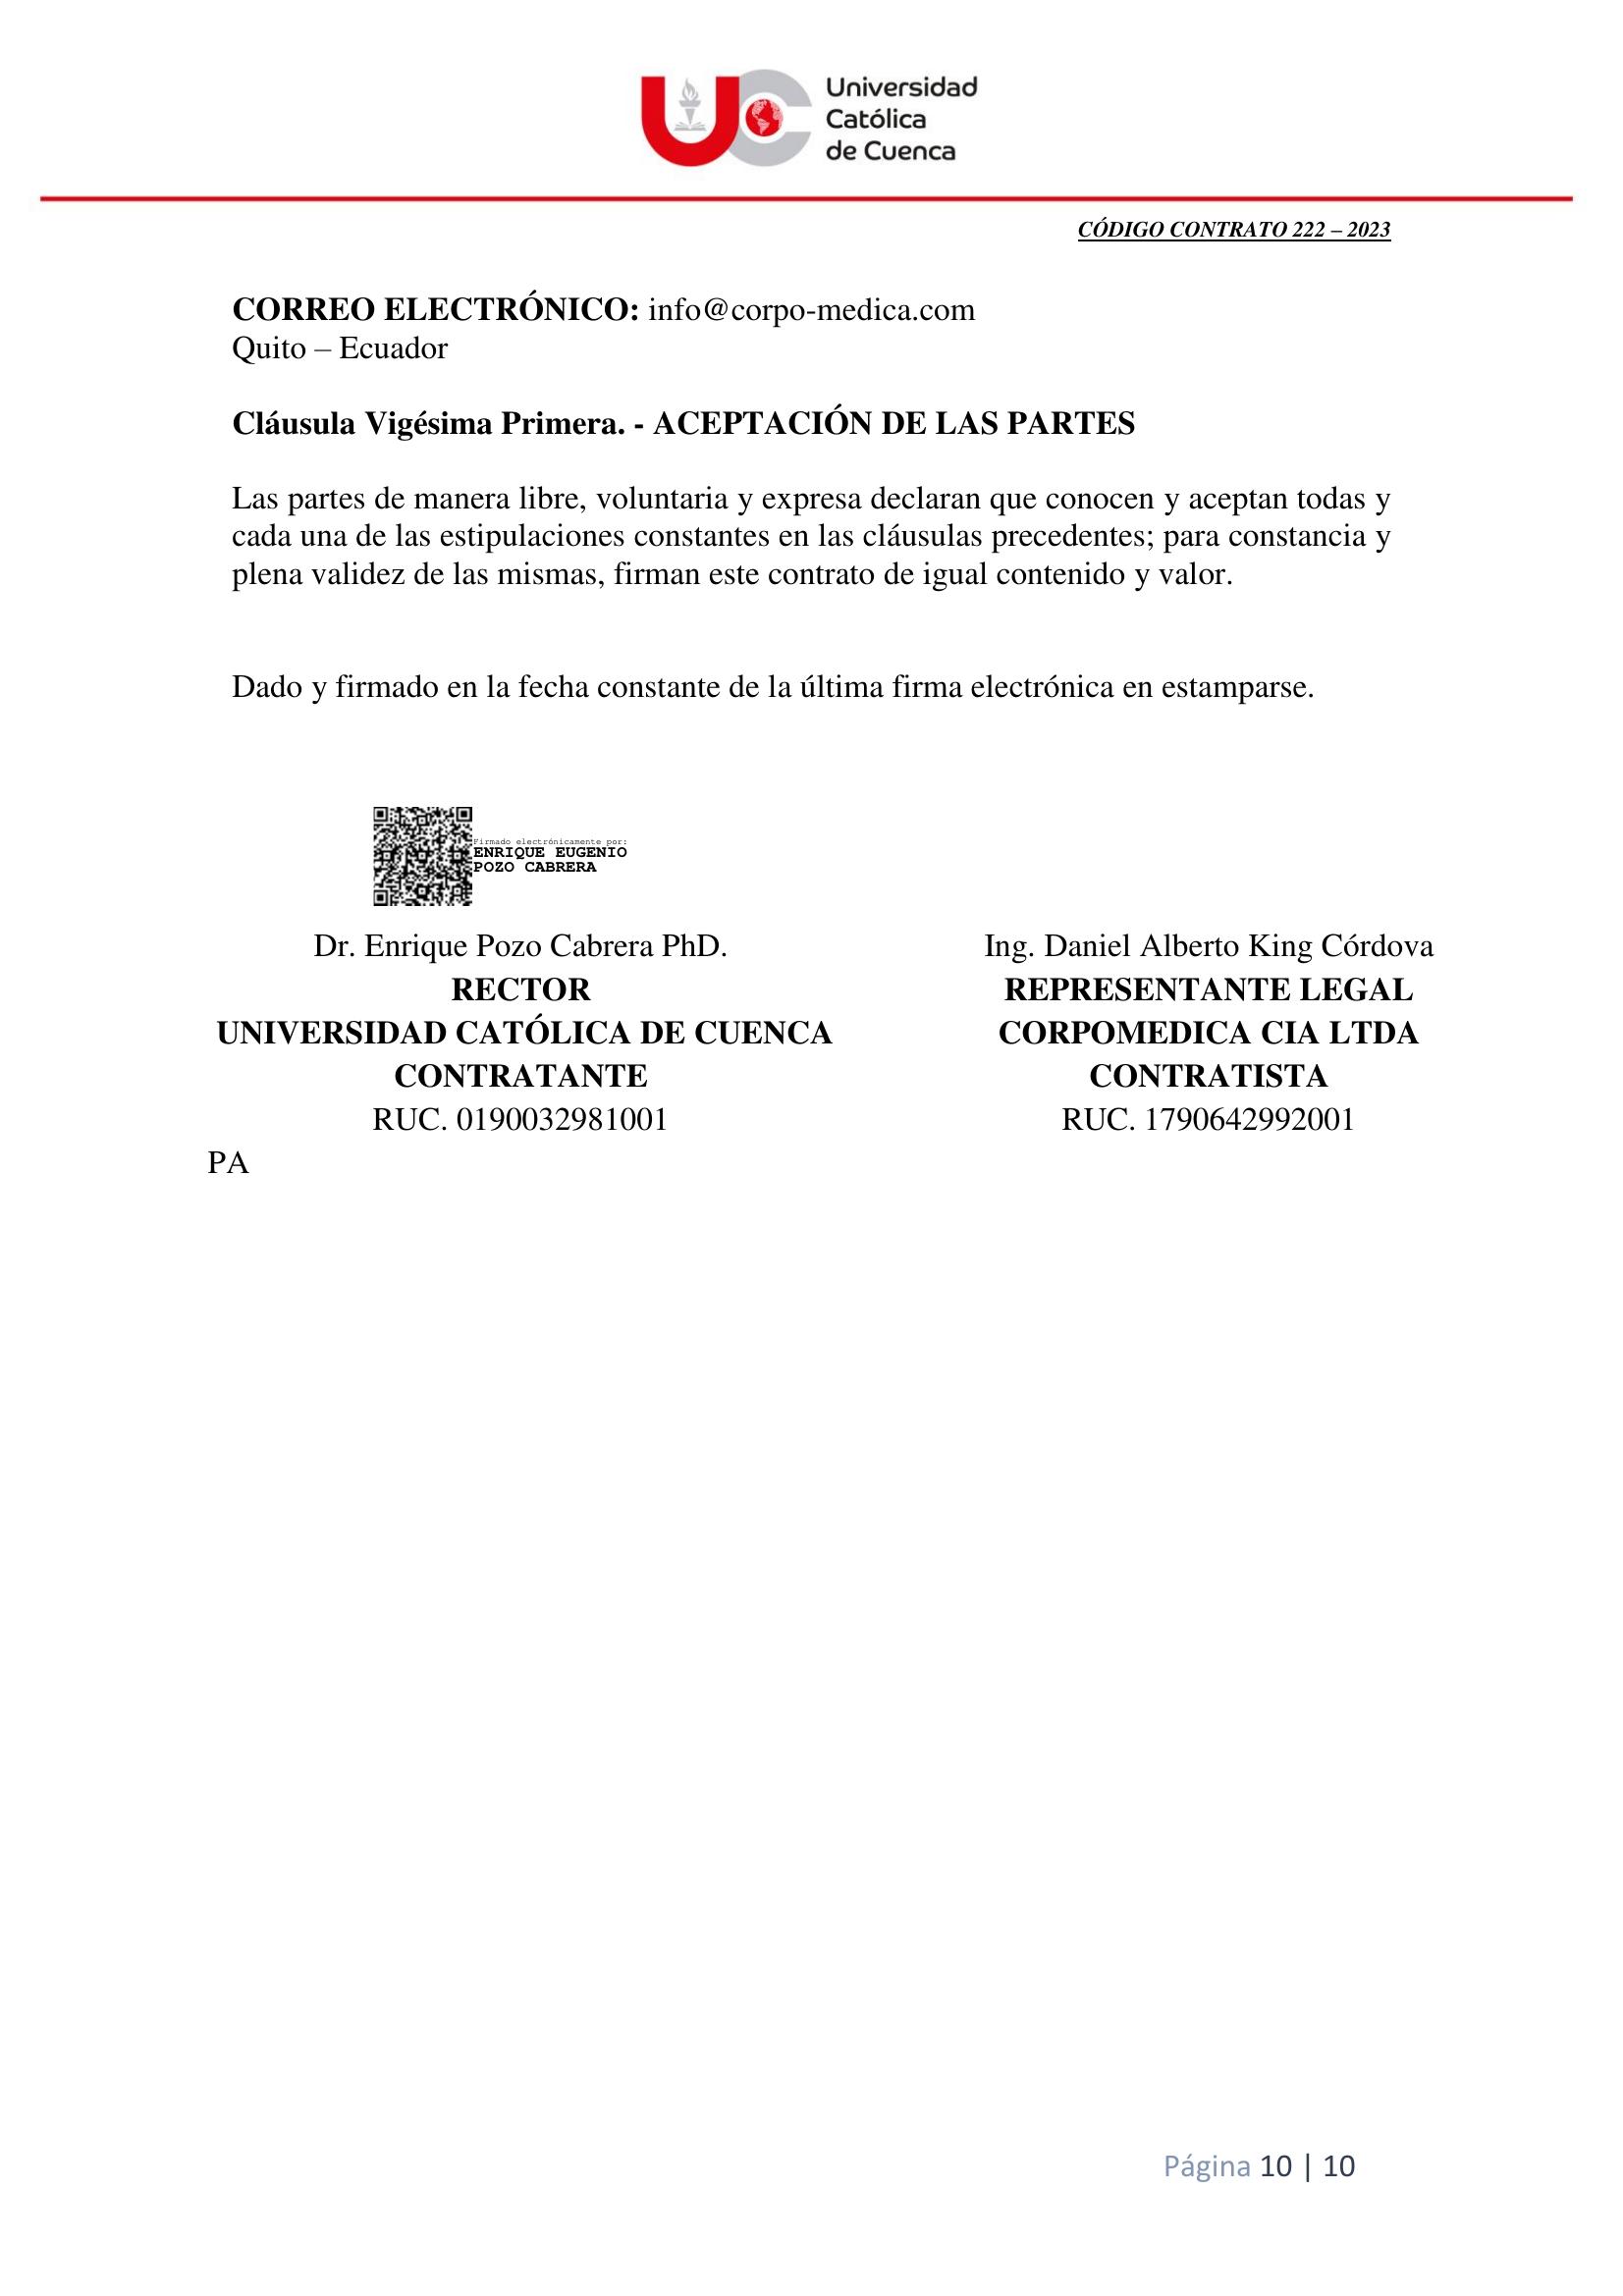 Universidad
Católica
de Cuenca
CÓDIGO CONTRATO 222 – 2023
CORREO ELECTRÓNICO: info@corpo-medica.com
Quito – Ecuador
Cláusula Vigésima Primera. - ACEPTACIÓN DE LAS PARTES
Las partes de manera libre, voluntaria y expresa declaran que conocen y aceptan todas y
cada una de las estipulaciones constantes en las cláusulas precedentes; para constancia y
plena validez de las mismas, firman este contrato de igual contenido y valor.
Dado y firmado en la fecha constante de la última firma electrónica en estamparse.
Firmado electrónicamente por:
ENRIQUE EUGENIO
POZO CABRERA
Dr. Enrique Pozo Cabrera PhD.
RECTOR
UNIVERSIDAD CATÓLICA DE CUENCA
CONTRATANTE
RUC. 0190032981001
Ing. Daniel Alberto King Córdova
REPRESENTANTE LEGAL
CORPOMEDICA CIA LTDA
CONTRATISTA
RUC. 1790642992001
PA
Página 10 | 10